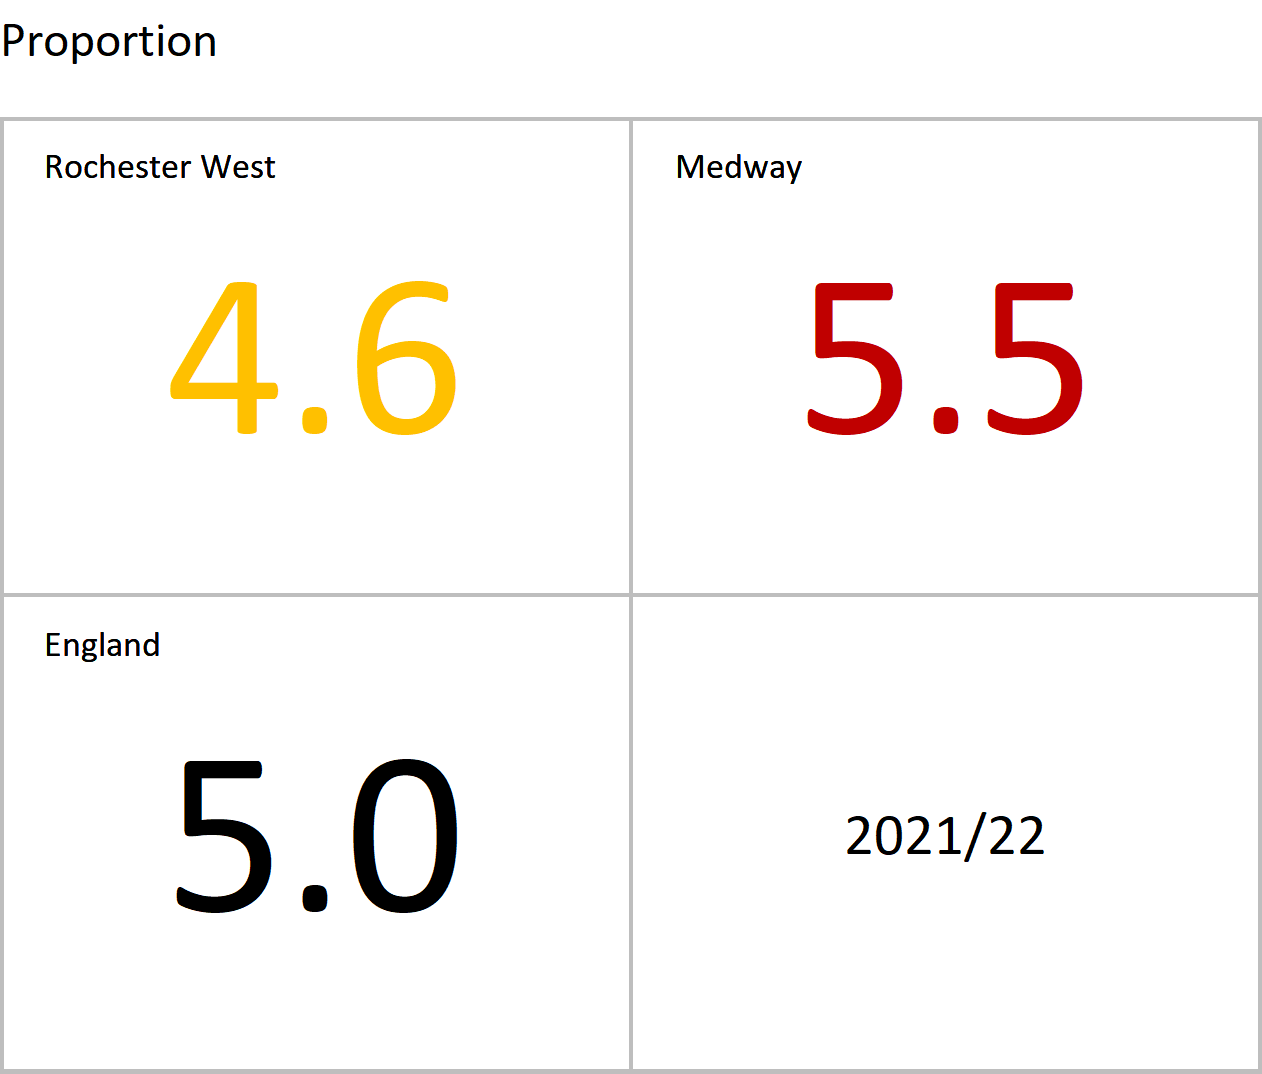 Proportion
Rochester West
4.6
Medway
5.5
England
5.0
2021/22